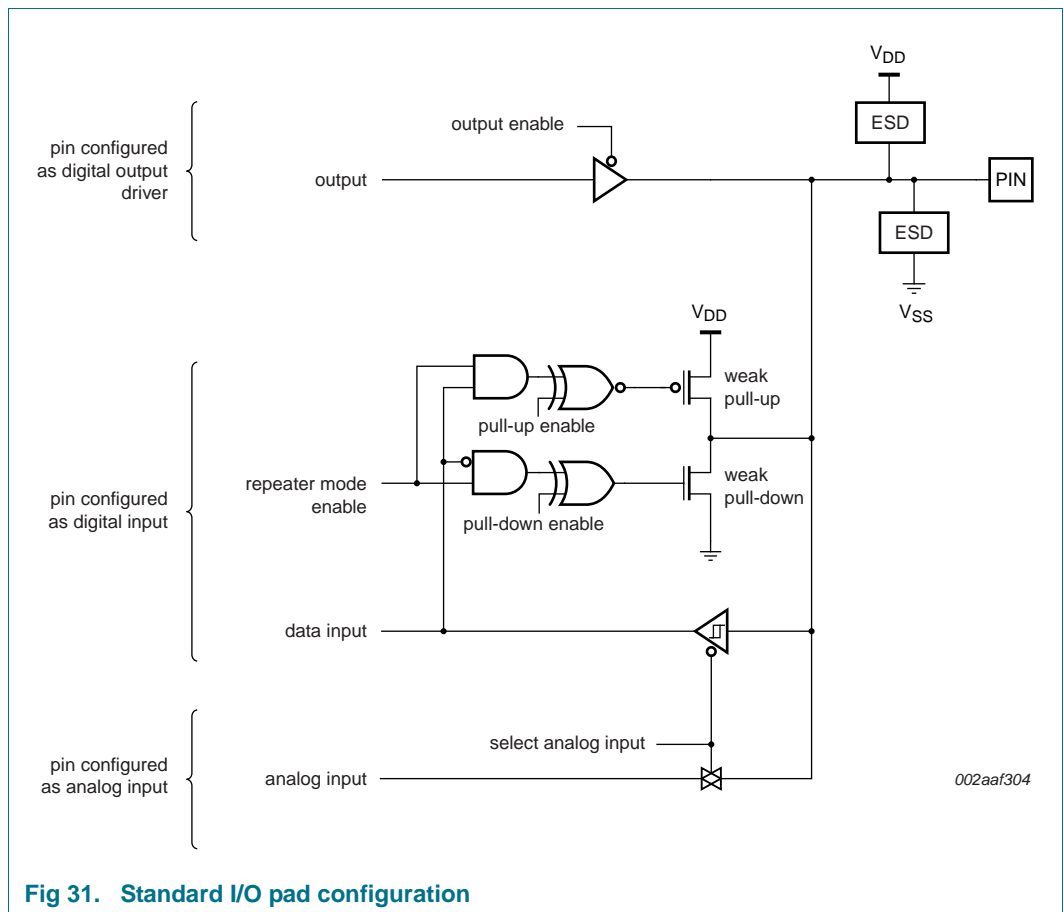 VDD
ESD
output enable
pin configured
as digital output
driver
output
PIN
ESD
VSS
VDD
weak
pull-up
pull-up enable
pin configured
as digital input
repeater mode
enable
weak
pull-down
pull-down enable
data input
select analog input
pin configured
as analog input
analog input
002aaf304
Fig 31. Standard I/O pad configuration